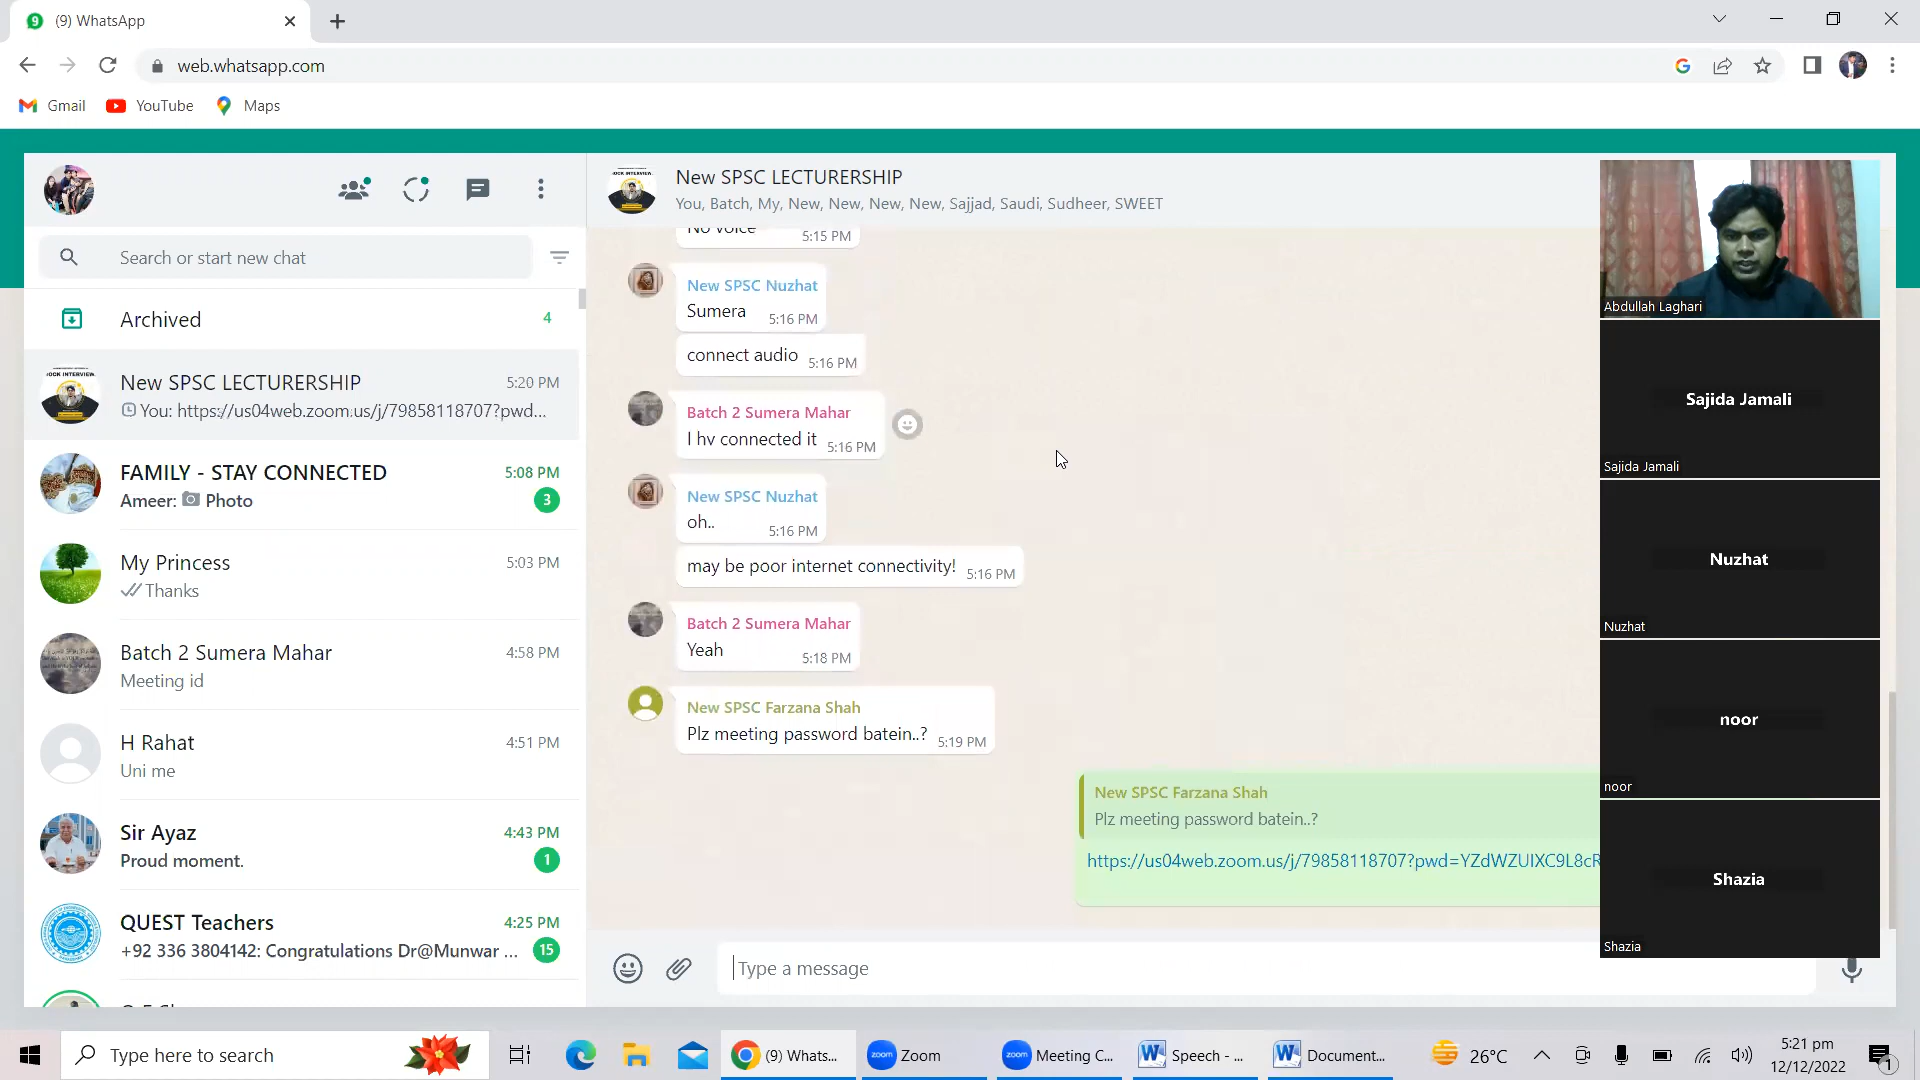 (9) WhatsApp
web.whatsapp.com
Gmail YouTube Maps
New SPSC LECTURERSHIP
You, Batch, My, New, New, New, New, Sajjad, Saudi, Sudheer, SWEET
Search or start new chat
Archived 4
New SPSC LECTURERSHIP 5:20 PM
You: https://us04web.zoom.us/j/79858118707?pwd...
FAMILY - STAY CONNECTED 5:08 PM
Ameer: Photo 3
My Princess 5:03 PM
Thanks
Batch 2 Sumera Mahar 4:58 PM
Meeting id
H Rahat 4:51 PM
Uni me
Sir Ayaz 4:43 PM
Proud moment. 1
QUEST Teachers 4:25 PM
+92 336 3804142: Congratulations Dr@Munwar ... 15
No voice 5:15 PM
New SPSC Nuzhat
Sumera 5:16 PM
connect audio 5:16 PM
Batch 2 Sumera Mahar
I hv connected it 5:16 PM
New SPSC Nuzhat
oh.. 5:16 PM
may be poor internet connectivity! 5:16 PM
Batch 2 Sumera Mahar
Yeah 5:18 PM
New SPSC Farzana Shah
Plz meeting password batein..? 5:19 PM
New SPSC Farzana Shah
Plz meeting password batein..?
https://us04web.zoom.us/j/79858118707?pwd=YZdWZUIXC9L8cR
Type a message
Abdullah Laghari
Sajida Jamali
Sajida Jamali
Nuzhat
Nuzhat
noor
noor
Shazia
Shazia
Type here to search
(9) Whats...
zoom Zoom
zoom Meeting C...
Speech - ...
Document...
26°C
5:21 pm
12/12/2022
1